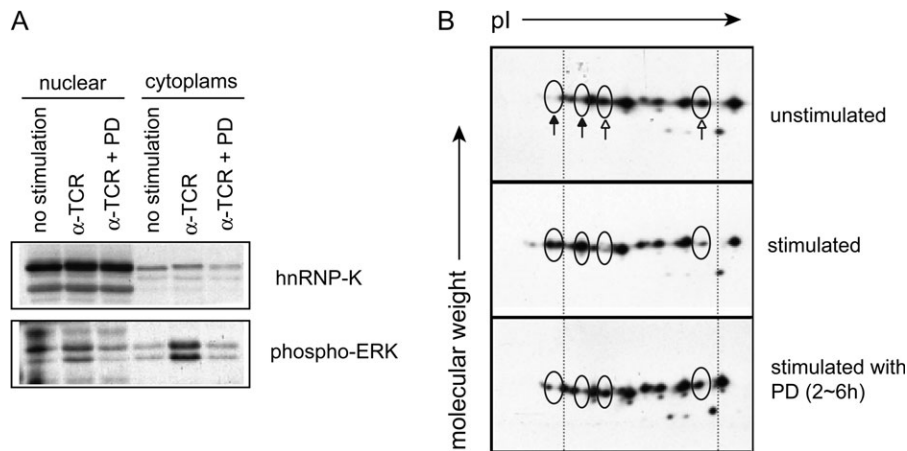 A
nuclear
cytoplams
no stimulation
α-TCR
α-TCR + PD
no stimulation
α-TCR
α-TCR + PD
hnRNP-K
phospho-ERK
B
pI
molecular weight
unstimulated
stimulated
stimulated with
PD (2~6h)